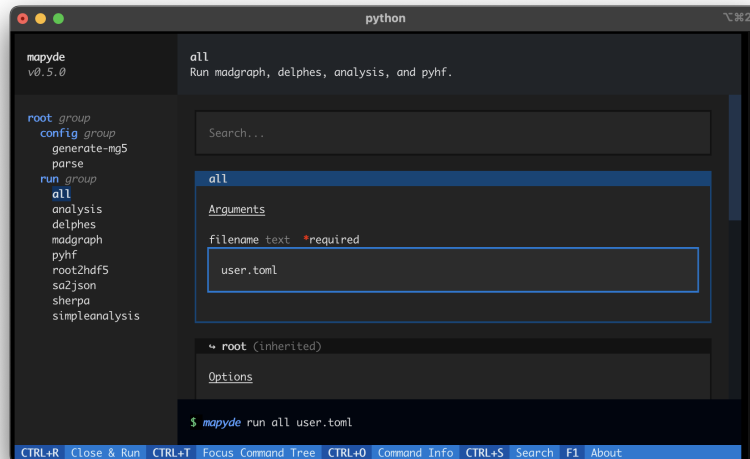 python
⌥⌘2
mapyde
v0.5.0
all
Run madgraph, delphes, analysis, and pyhf.
root group
config group
generate-mg5
parse
run group
all
analysis
delphes
madgraph
pyhf
root2hdf5
sa2json
sherpa
simpleanalysis
Search...
all
Arguments
filename text *required
user.toml
↪ root (inherited)
Options
$ mapyde run all user.toml
CTRL+R Close & Run CTRL+T Focus Command Tree CTRL+O Command Info CTRL+S Search F1 About